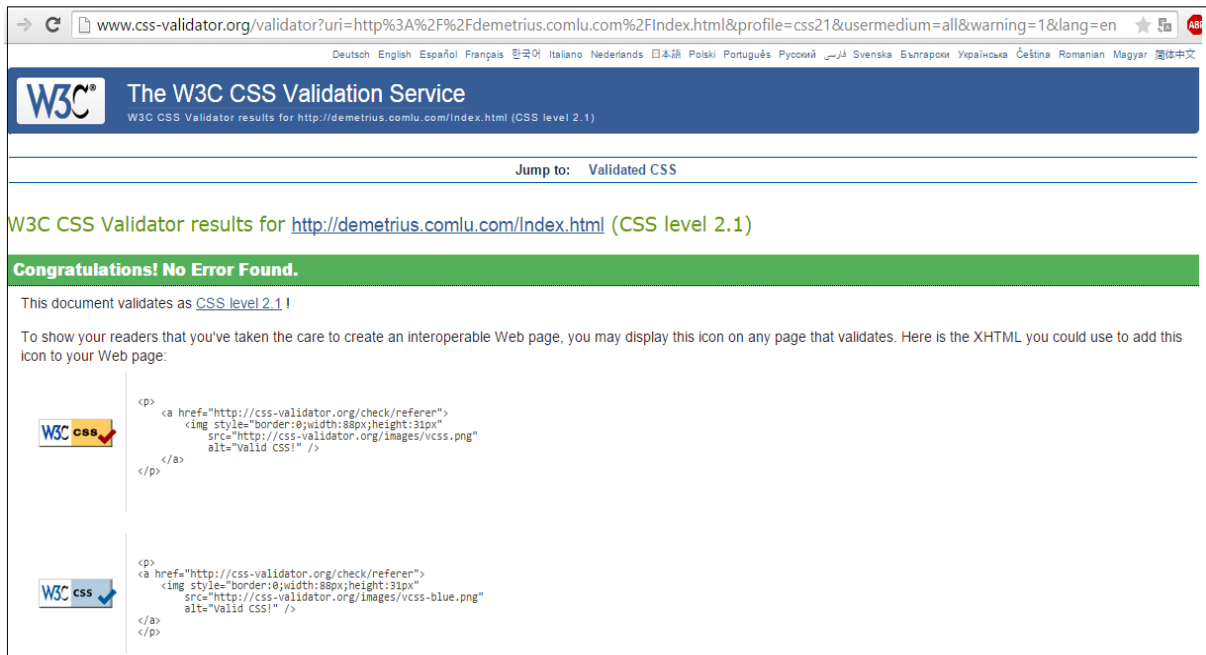 www.css-validator.org/validator?uri=http%3A%2F%2Fdemetrius.comlu.com%2FIndex.html&profile=css21&usermedium=all&warning=1&lang=en
ABP
Deutsch English Español Français 한국어 Italiano Nederlands 日本語 Polski Português Русский فارسی Svenska Български Українська Čeština Romanian Magyar 简体中文
W3C®
The W3C CSS Validation Service
W3C CSS Validator results for http://demetrius.comlu.com/Index.html (CSS level 2.1)
Jump to: Validated CSS
W3C CSS Validator results for http://demetrius.comlu.com/Index.html (CSS level 2.1)
Congratulations! No Error Found.
This document validates as CSS level 2.1 !
To show your readers that you've taken the care to create an interoperable Web page, you may display this icon on any page that validates. Here is the XHTML you could use to add this
icon to your Web page:
W3C css
<p>
<a href="http://css-validator.org/check/referer">
<img style="border:0;width:88px;height:31px"
src="http://css-validator.org/images/vcss.png"
alt="Valid CSS!" />
</a>
</p>
W3C css
<p>
<a href="http://css-validator.org/check/referer">
<img style="border:0;width:88px;height:31px"
src="http://css-validator.org/images/vcss-blue.png"
alt="Valid CSS!" />
</a>
</p>